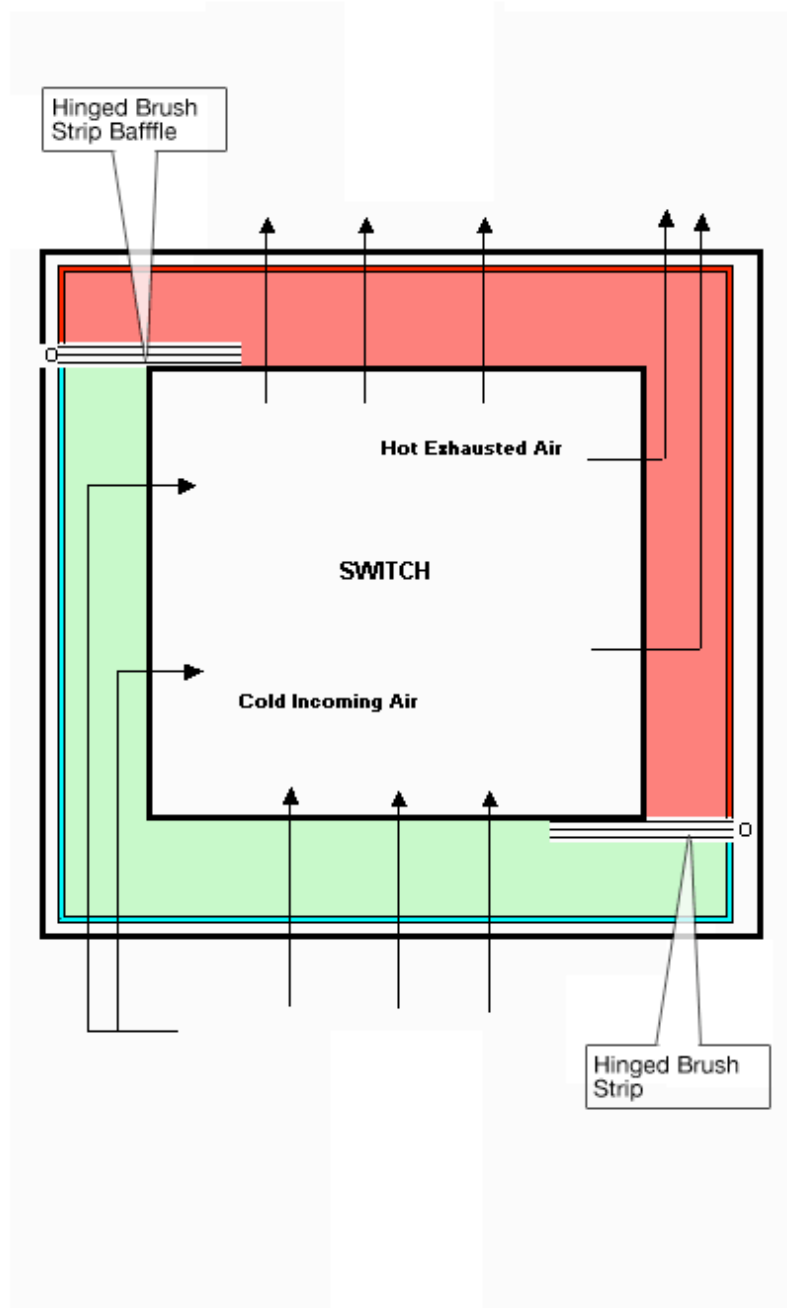 Hinged Brush
Strip Bafffle
Hot Exhausted Air
SWITCH
Cold Incoming Air
Hinged Brush
Strip